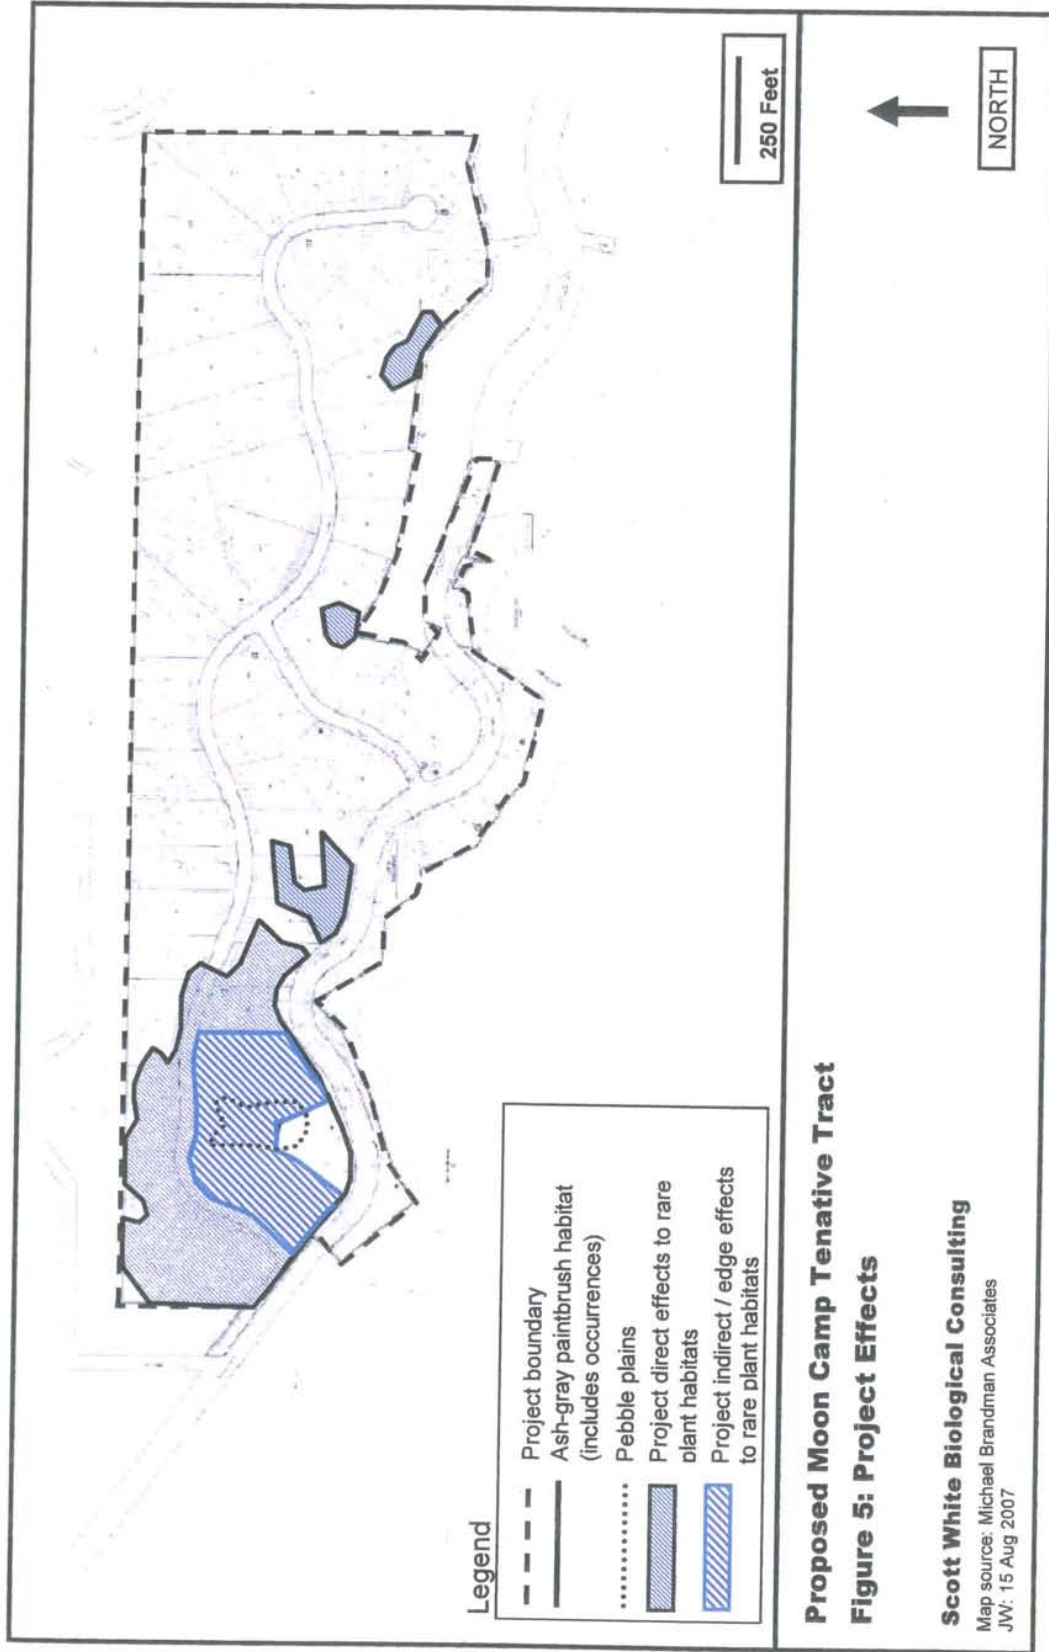 250 Feet
Legend
Project boundary
Ash-gray paintbrush habitat
(includes occurrences)
Pebble plains
Project direct effects to rare
plant habitats
Project indirect / edge effects
to rare plant habitats
Proposed Moon Camp Tenative Tract
Figure 5: Project Effects
Scott White Biological Consulting
Map source: Michael Brandman Associates
JW: 15 Aug 2007
NORTH